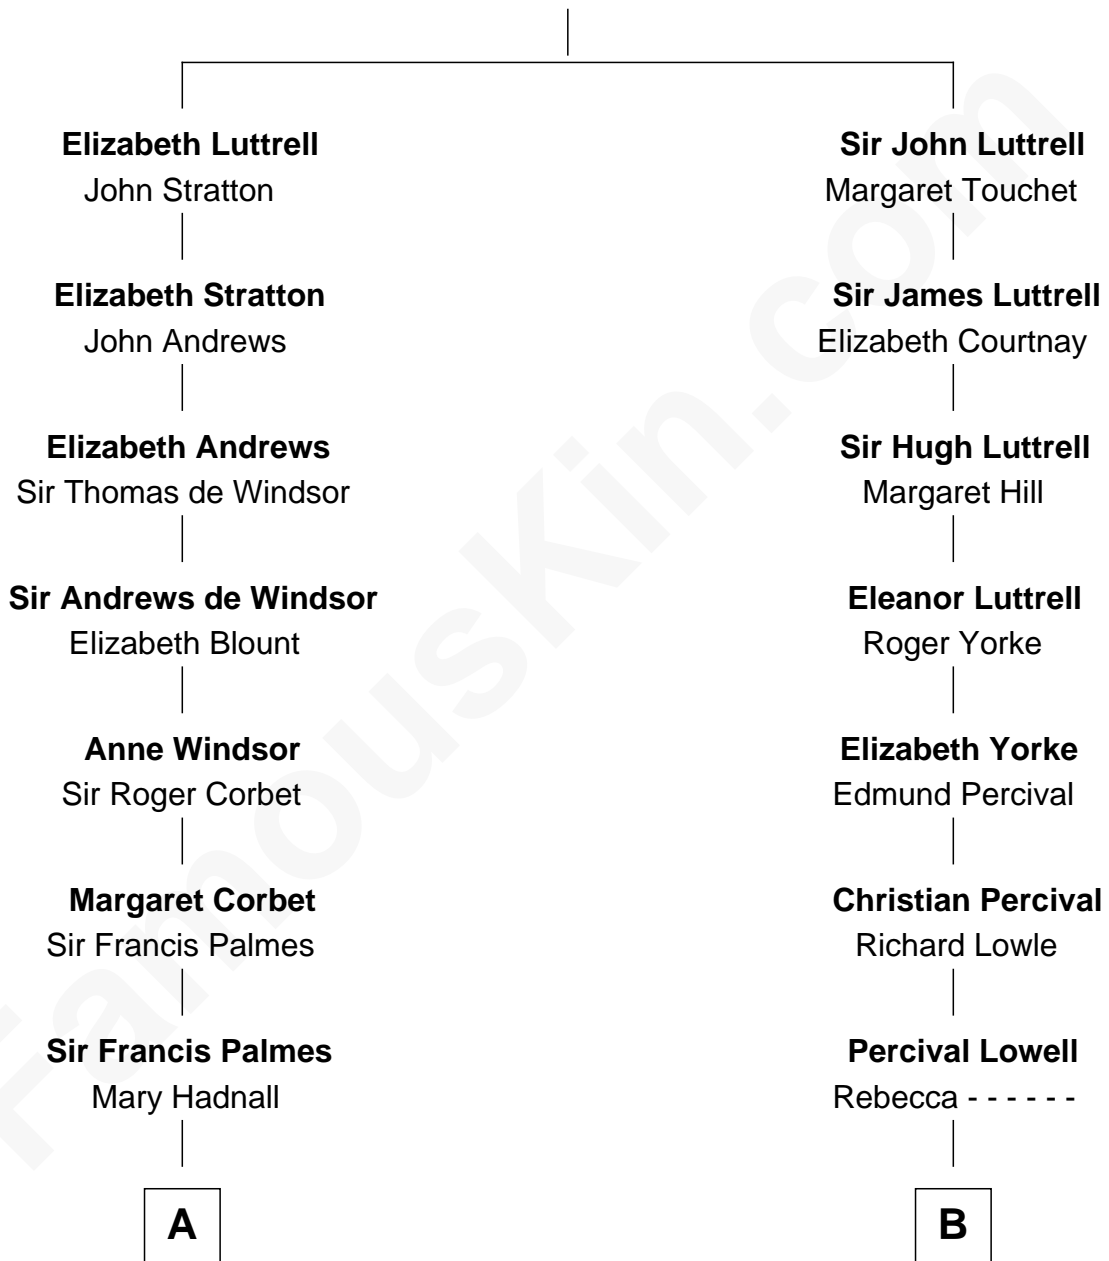 Elizabeth Luttrell
John Stratton
Elizabeth Stratton
John Andrews
Elizabeth Andrews
Sir Thomas de Windsor
Sir Andrews de Windsor
Elizabeth Blount
Anne Windsor
Sir Roger Corbet
Margaret Corbet
Sir Francis Palmes
Sir Francis Palmes
Mary Hadnall
A
Sir John Luttrell
Margaret Touchet
Sir James Luttrell
Elizabeth Courtnay
Sir Hugh Luttrell
Margaret Hill
Eleanor Luttrell
Roger Yorke
Elizabeth Yorke
Edmund Percival
Christian Percival
Richard Lowle
Percival Lowell
Rebecca - - - - - -
B
FamousKin.com